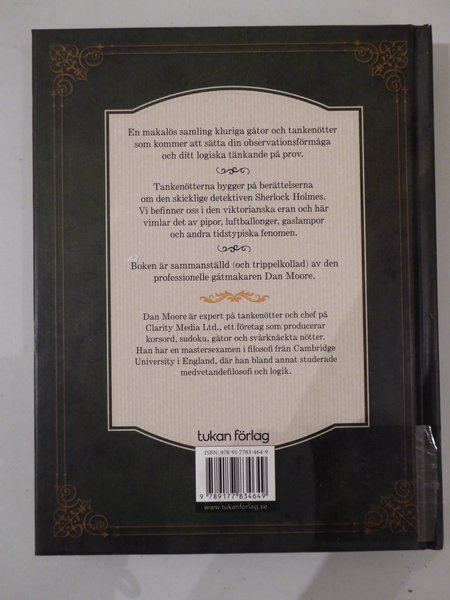 En makalös samling kluriga gåtor och tankenötter
som kommer att sätta din observationsförmåga
och ditt logiska tänkande på prov.
Tankenötterna bygger på berättelserna
om den skicklige detektiven Sherlock Holmes.
Vi befinner oss i den viktorianska eran och här
vimlar det av pipor, luftballonger, gaslampor
och andra tidstypiska fenomen.
Boken är sammanställd (och trippelkollad) av den
professionelle gåtmakaren Dan Moore.
Dan Moore är expert på tankenötter och chef på
Clarity Media Ltd., ett företag som producerar
korsord, sudoku, gåtor och svårknäckta nötter.
Han har en mastersexamen i filosofi från Cambridge
University i England, där han bland annat studerade
medvetandefilosofi och logik.
tukan förlag
ISBN: 978-91-7783-464-9
9 789177 834649
www.tukanforlag.se